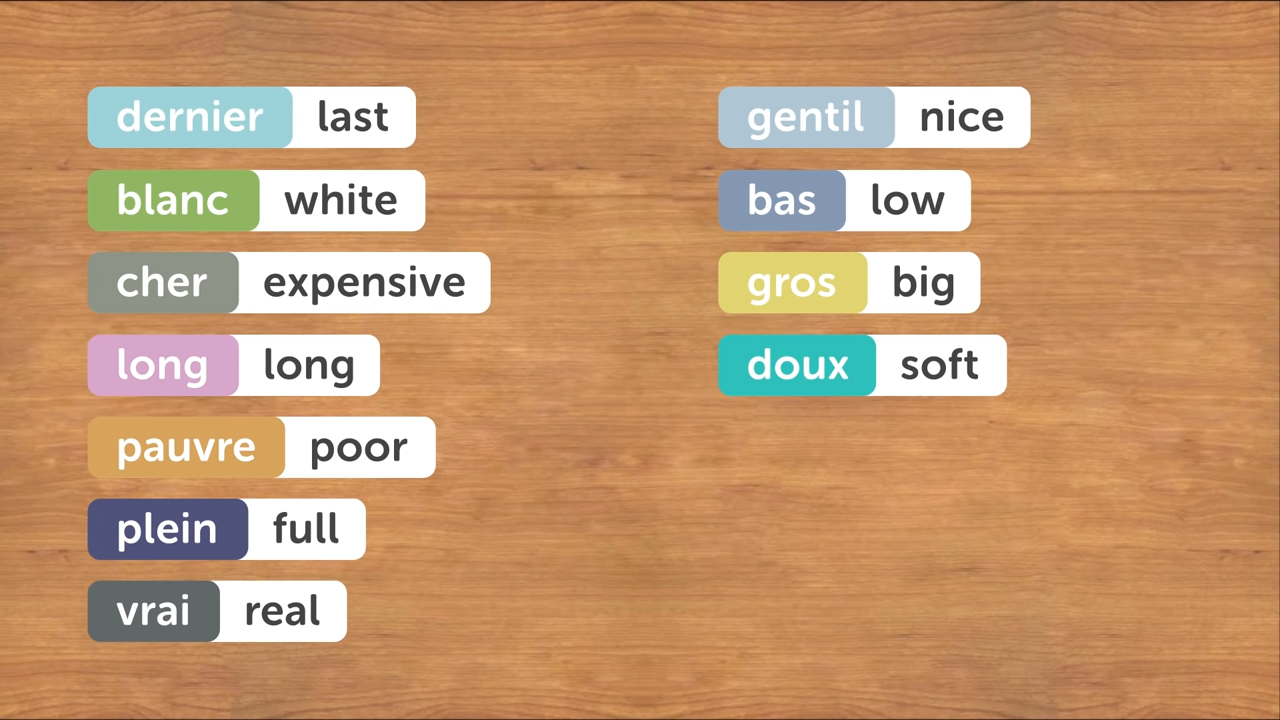 dernier last
blanc white
cher expensive
long long
pauvre poor
plein full
vrai real
gentil nice
bas low
gros big
doux soft